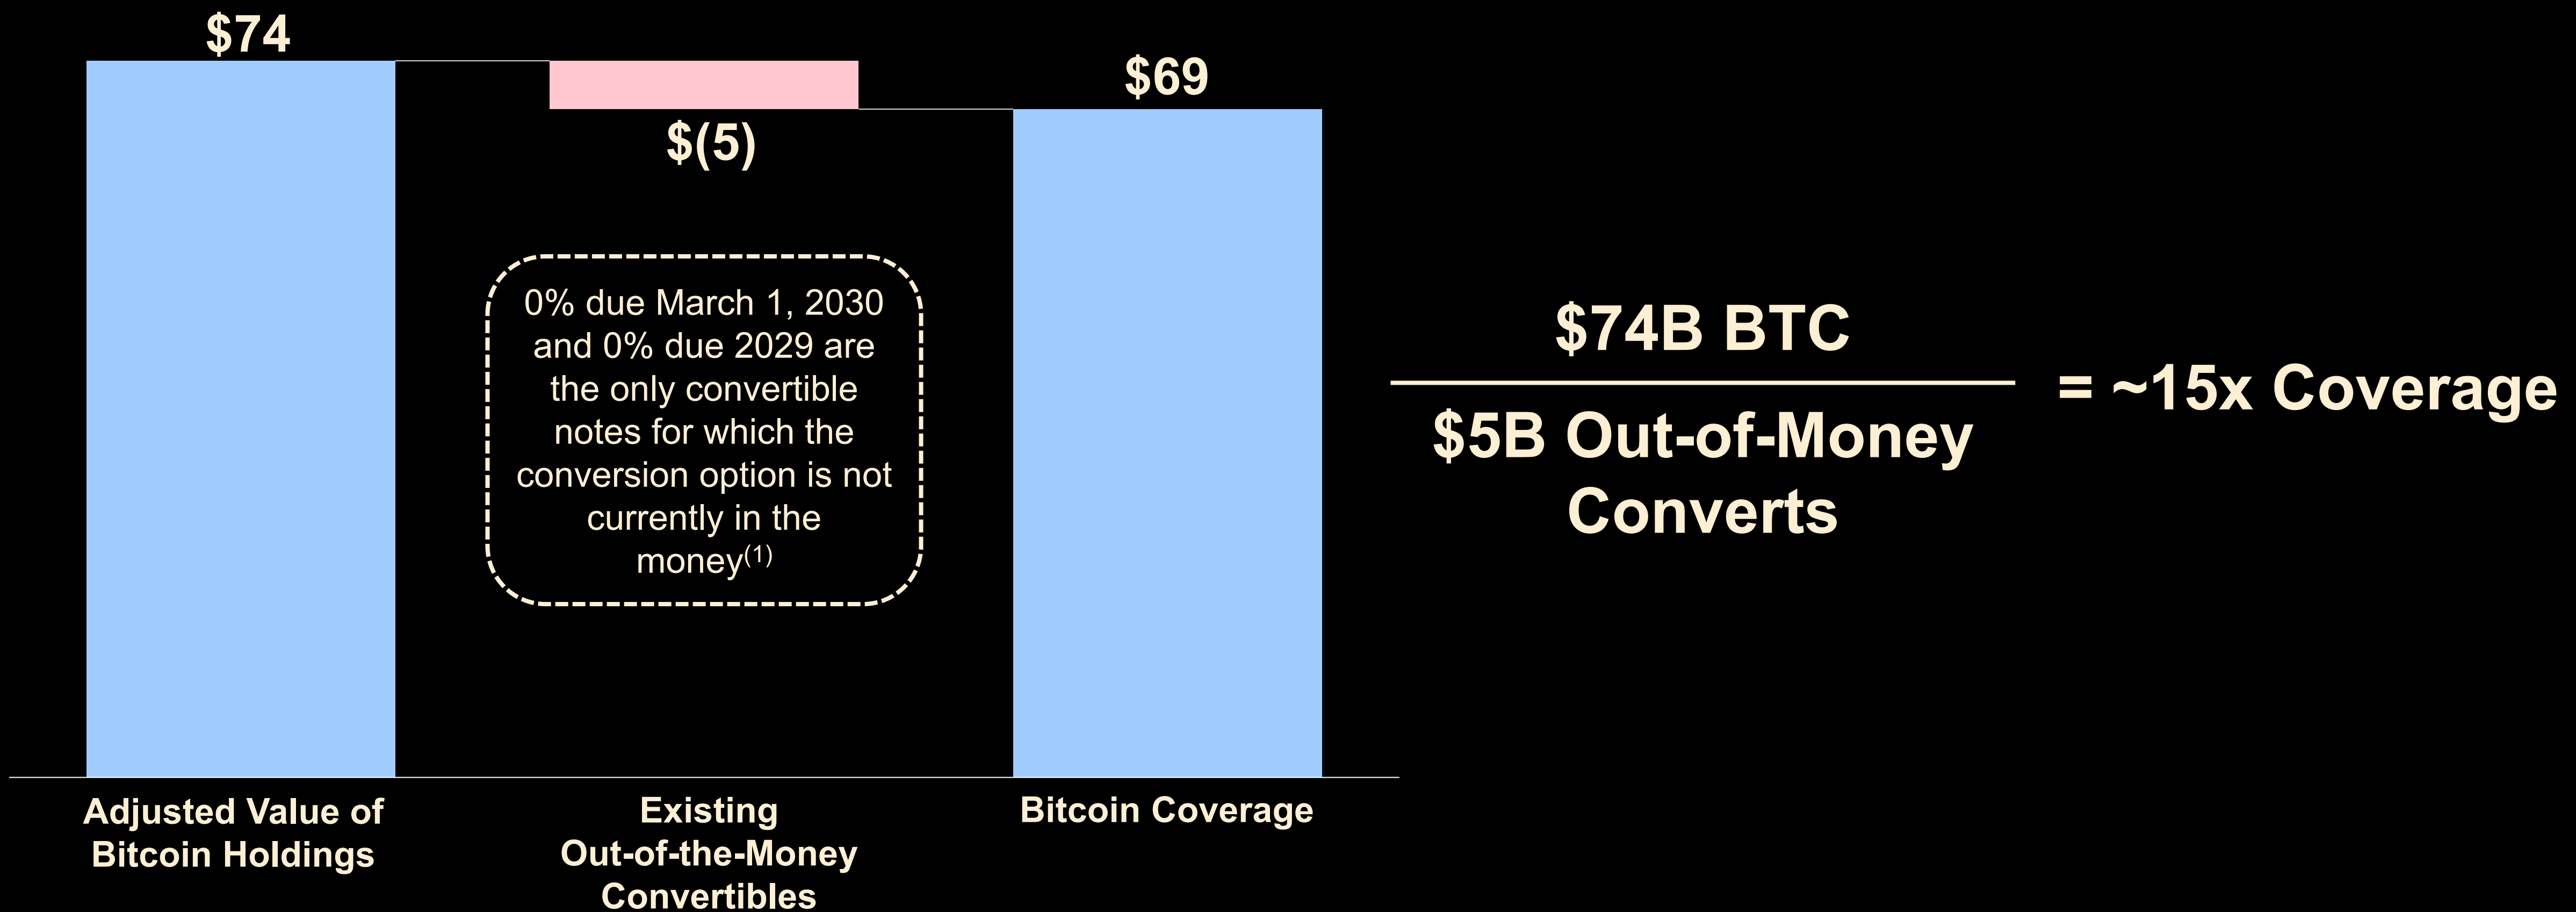 $74
$(5)
$69
0% due March 1, 2030
and 0% due 2029 are
the only convertible
notes for which the
conversion option is not
currently in the
money(1)
$74B BTC
$5B Out-of-Money
Converts
= ~15x Coverage
Adjusted Value of
Bitcoin Holdings
Existing
Out-of-the-Money
Convertibles
Bitcoin Coverage